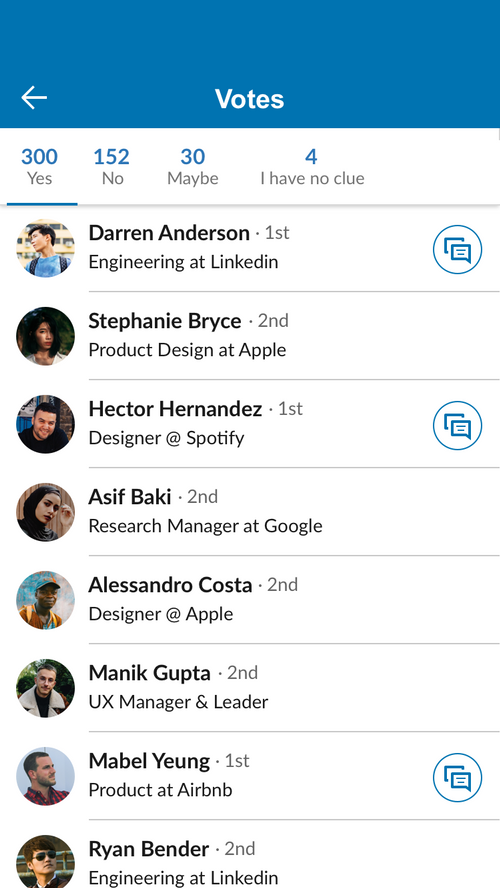 Votes
300 152 30 4
Yes No Maybe I have no clue
Darren Anderson · 1st
Engineering at Linkedin
Stephanie Bryce · 2nd
Product Design at Apple
Hector Hernandez · 1st
Designer @ Spotify
Asif Baki · 2nd
Research Manager at Google
Alessandro Costa · 2nd
Designer @ Apple
Manik Gupta · 2nd
UX Manager & Leader
Mabel Yeung · 1st
Product at Airbnb
Ryan Bender · 2nd
Engineering at Linkedin